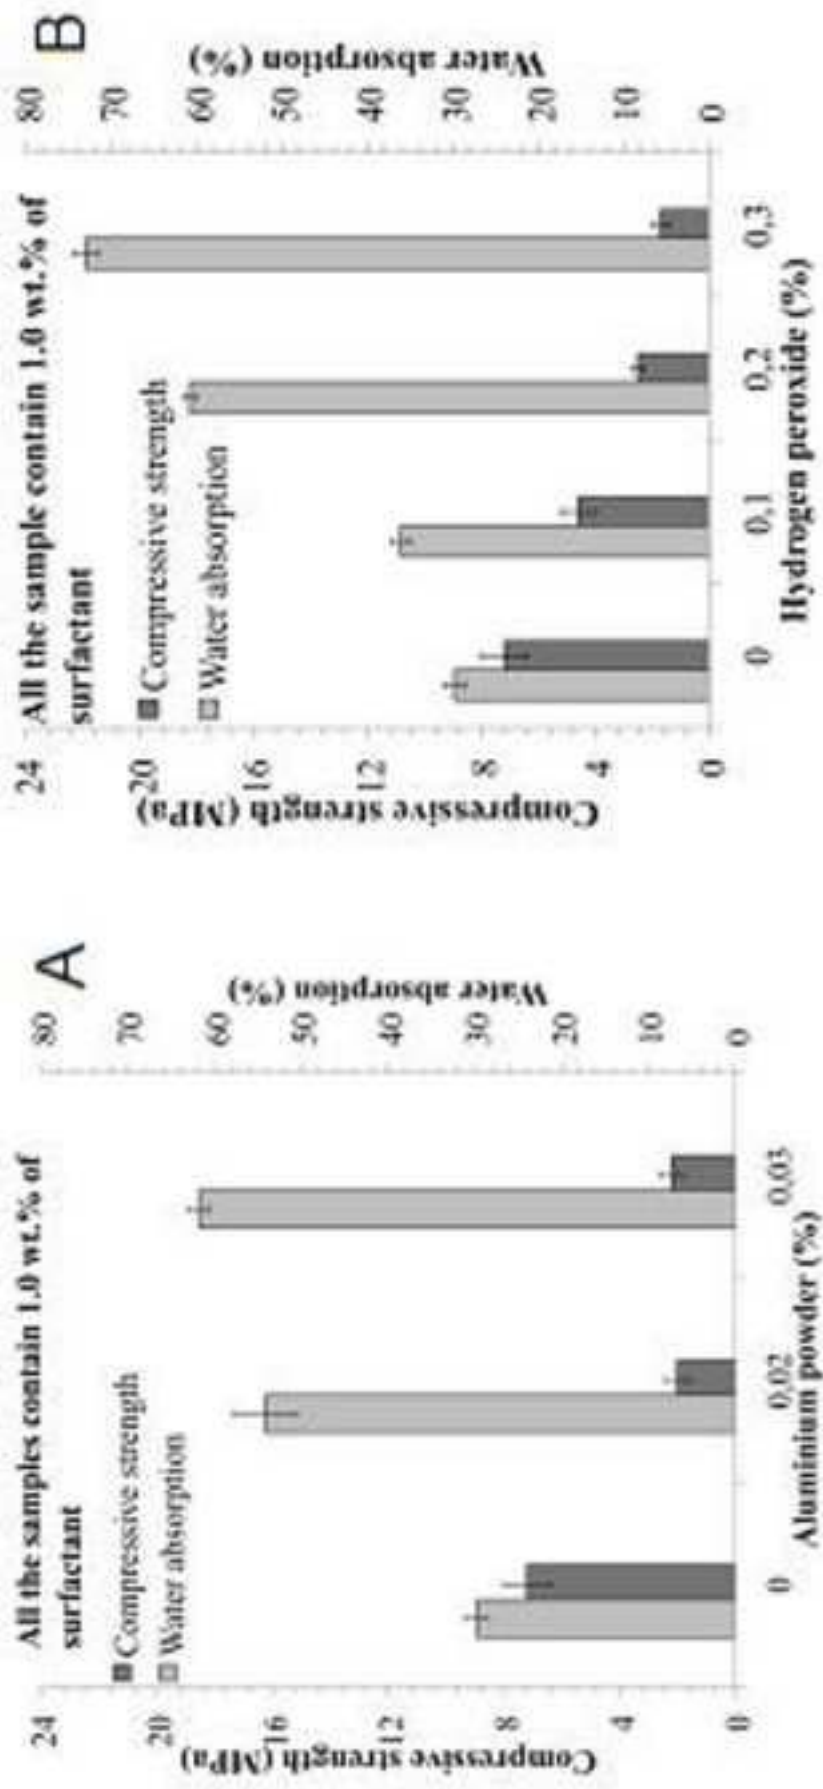 A
All the samples contain 1.0 wt.% of
surfactant
Compressive strength
Water absorption
Compressive strength (MPa)
24
20
16
12
8
4
0
Water absorption (%)
80
70
60
50
40
30
20
10
0
0
0,02
0,03
Aluminium powder (%)
B
All the sample contain 1.0 wt.% of
surfactant
Compressive strength
Water absorption
Compressive strength (MPa)
24
20
16
12
8
4
0
Water absorption (%)
80
70
60
50
40
30
20
10
0
0
0,1
0,2
0,3
Hydrogen peroxide (%)